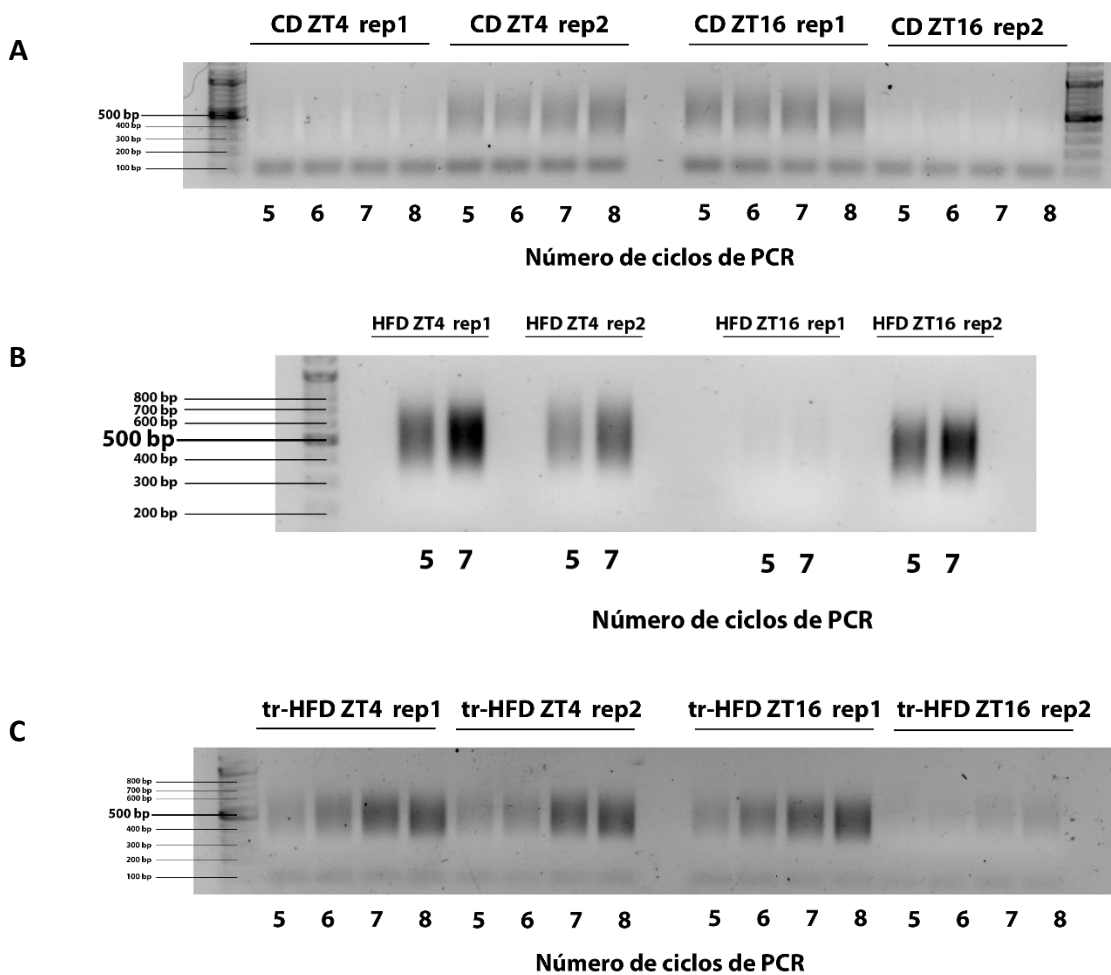 A
CD ZT4 rep1 CD ZT4 rep2 CD ZT16 rep1 CD ZT16 rep2
500 bp
400 bp
300 bp
200 bp
100 bp
5 6 7 8 5 6 7 8 5 6 7 8 5 6 7 8
Número de ciclos de PCR
B
HFD ZT4 rep1 HFD ZT4 rep2 HFD ZT16 rep1 HFD ZT16 rep2
800 bp
700 bp
600 bp
500 bp
400 bp
300 bp
200 bp
5 7 5 7 5 7 5 7
Número de ciclos de PCR
C
tr-HFD ZT4 rep1 tr-HFD ZT4 rep2 tr-HFD ZT16 rep1 tr-HFD ZT16 rep2
800 bp
700 bp
600 bp
500 bp
400 bp
300 bp
200 bp
100 bp
5 6 7 8 5 6 7 8 5 6 7 8 5 6 7 8
Número de ciclos de PCR